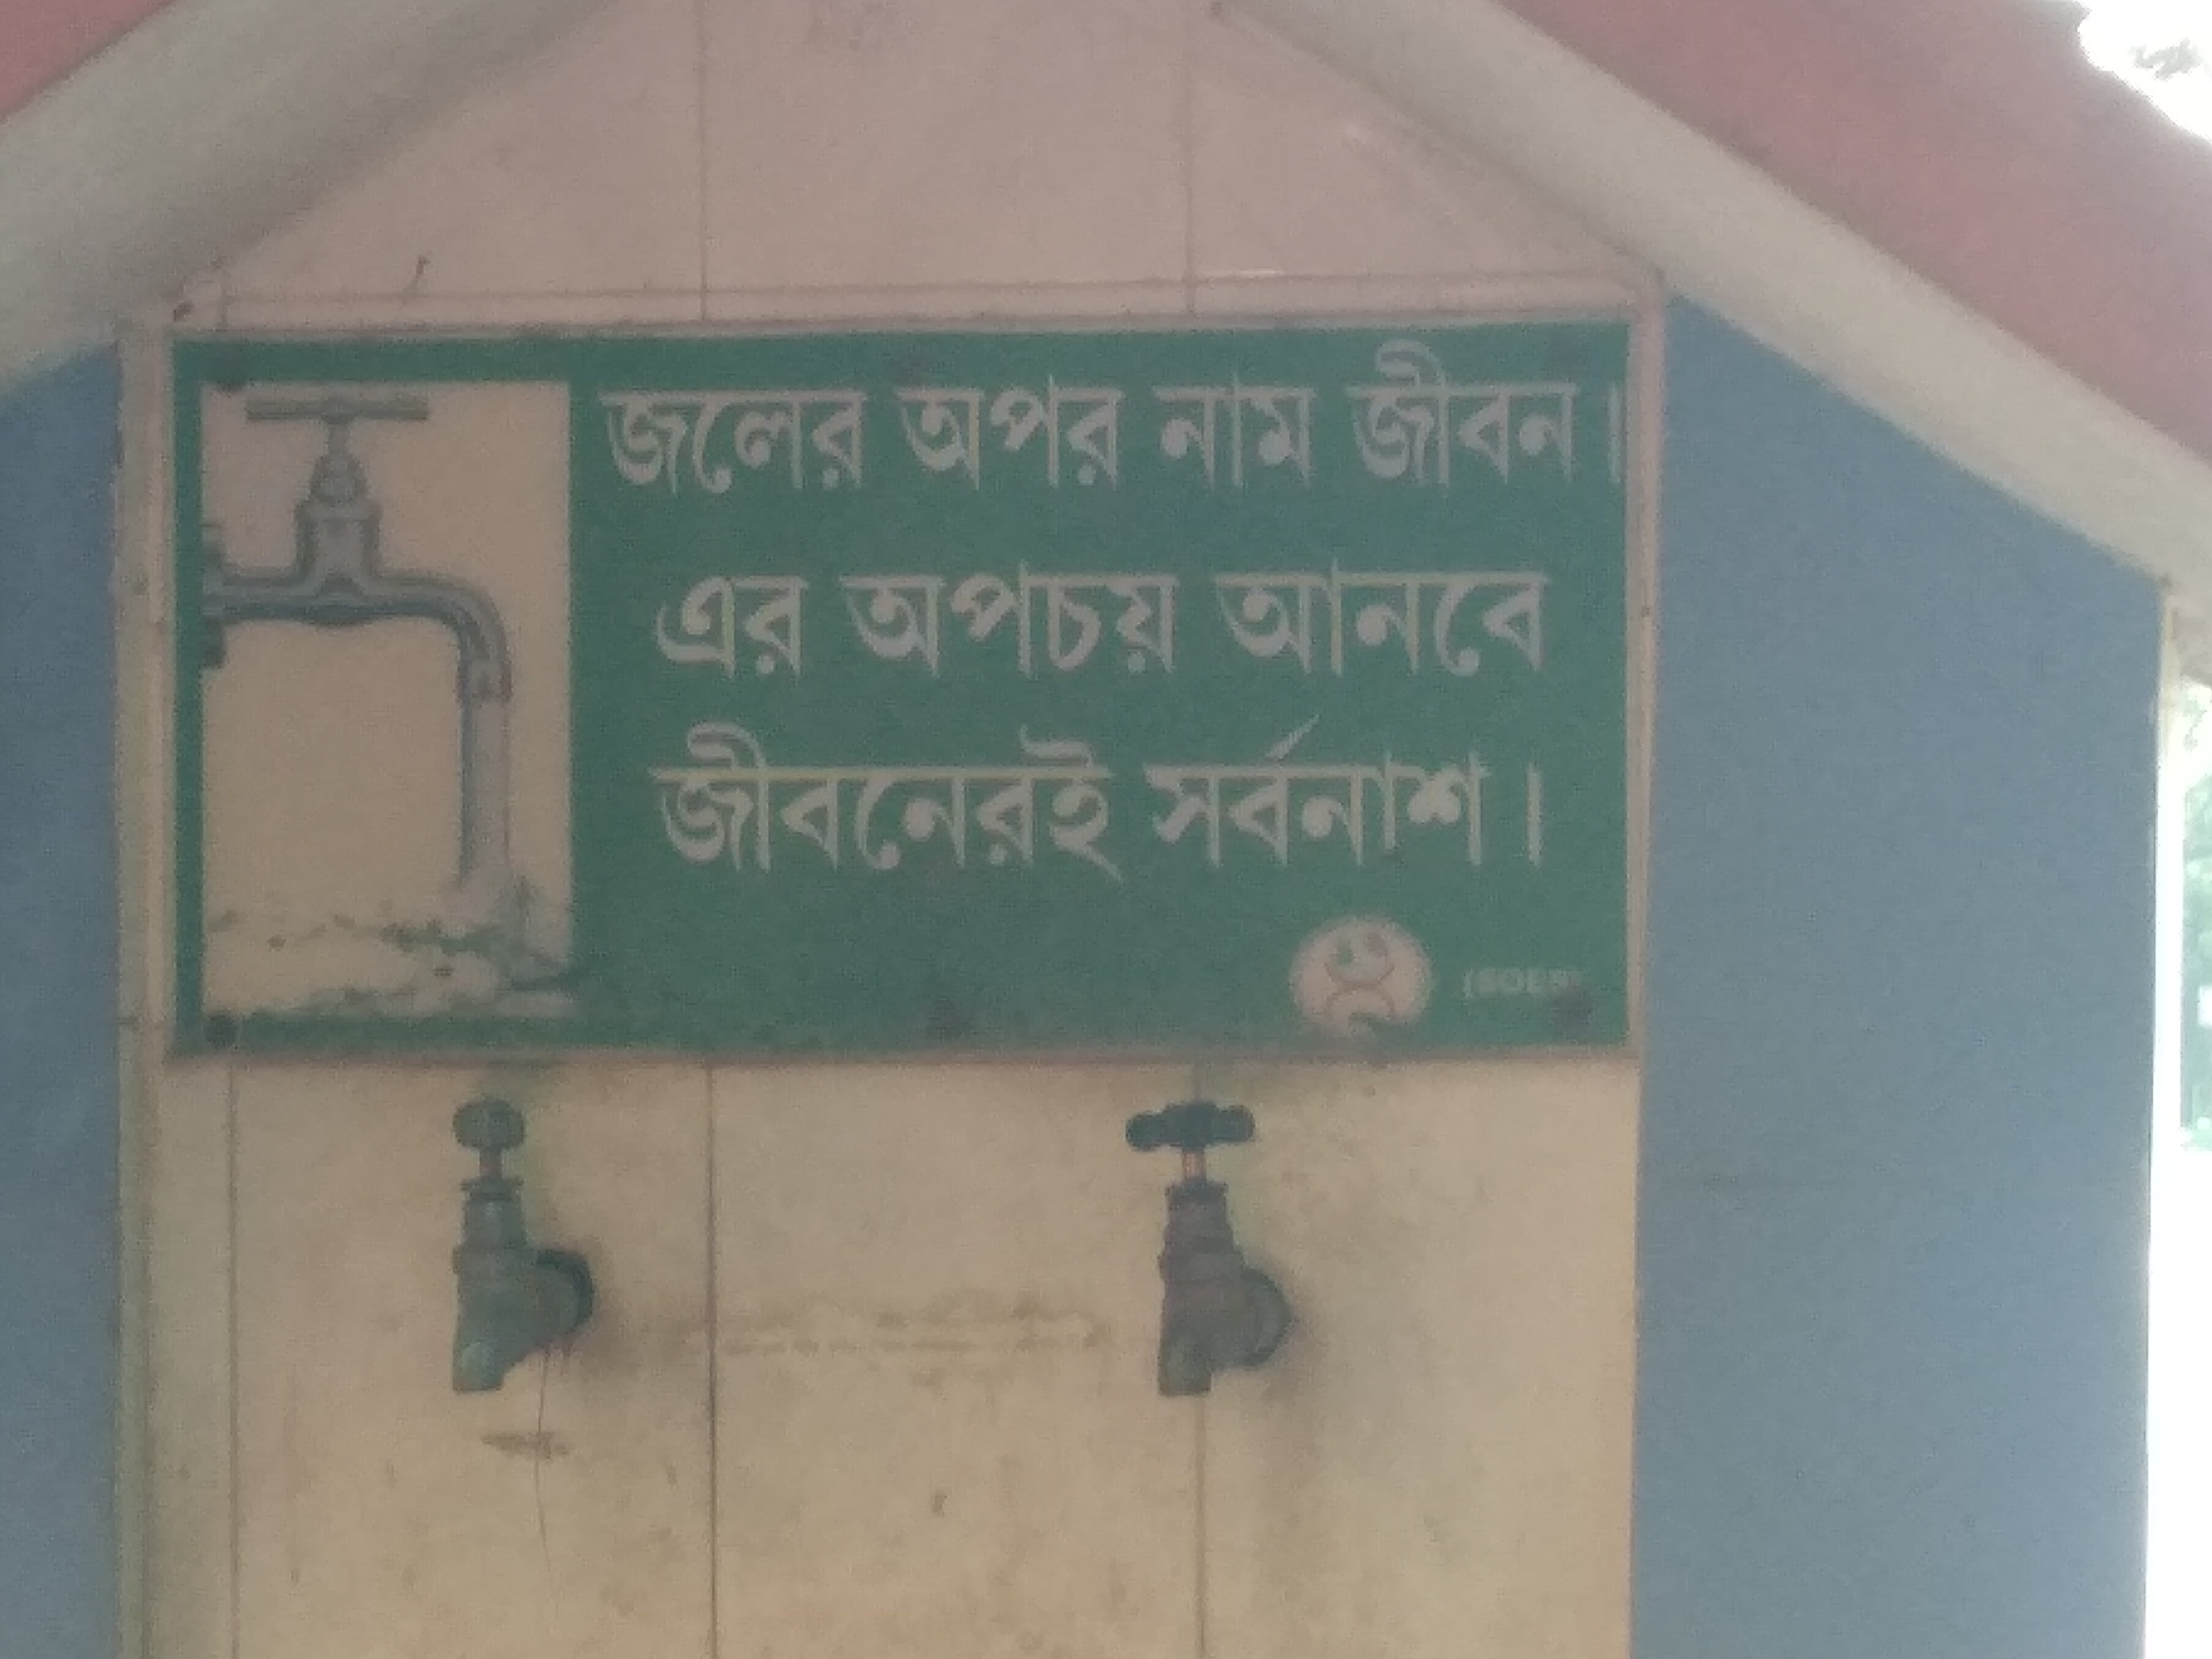 জলের অপর নাম জীবন।
এর অপচয় আনবে
জীবনেরই সর্বনাশ।